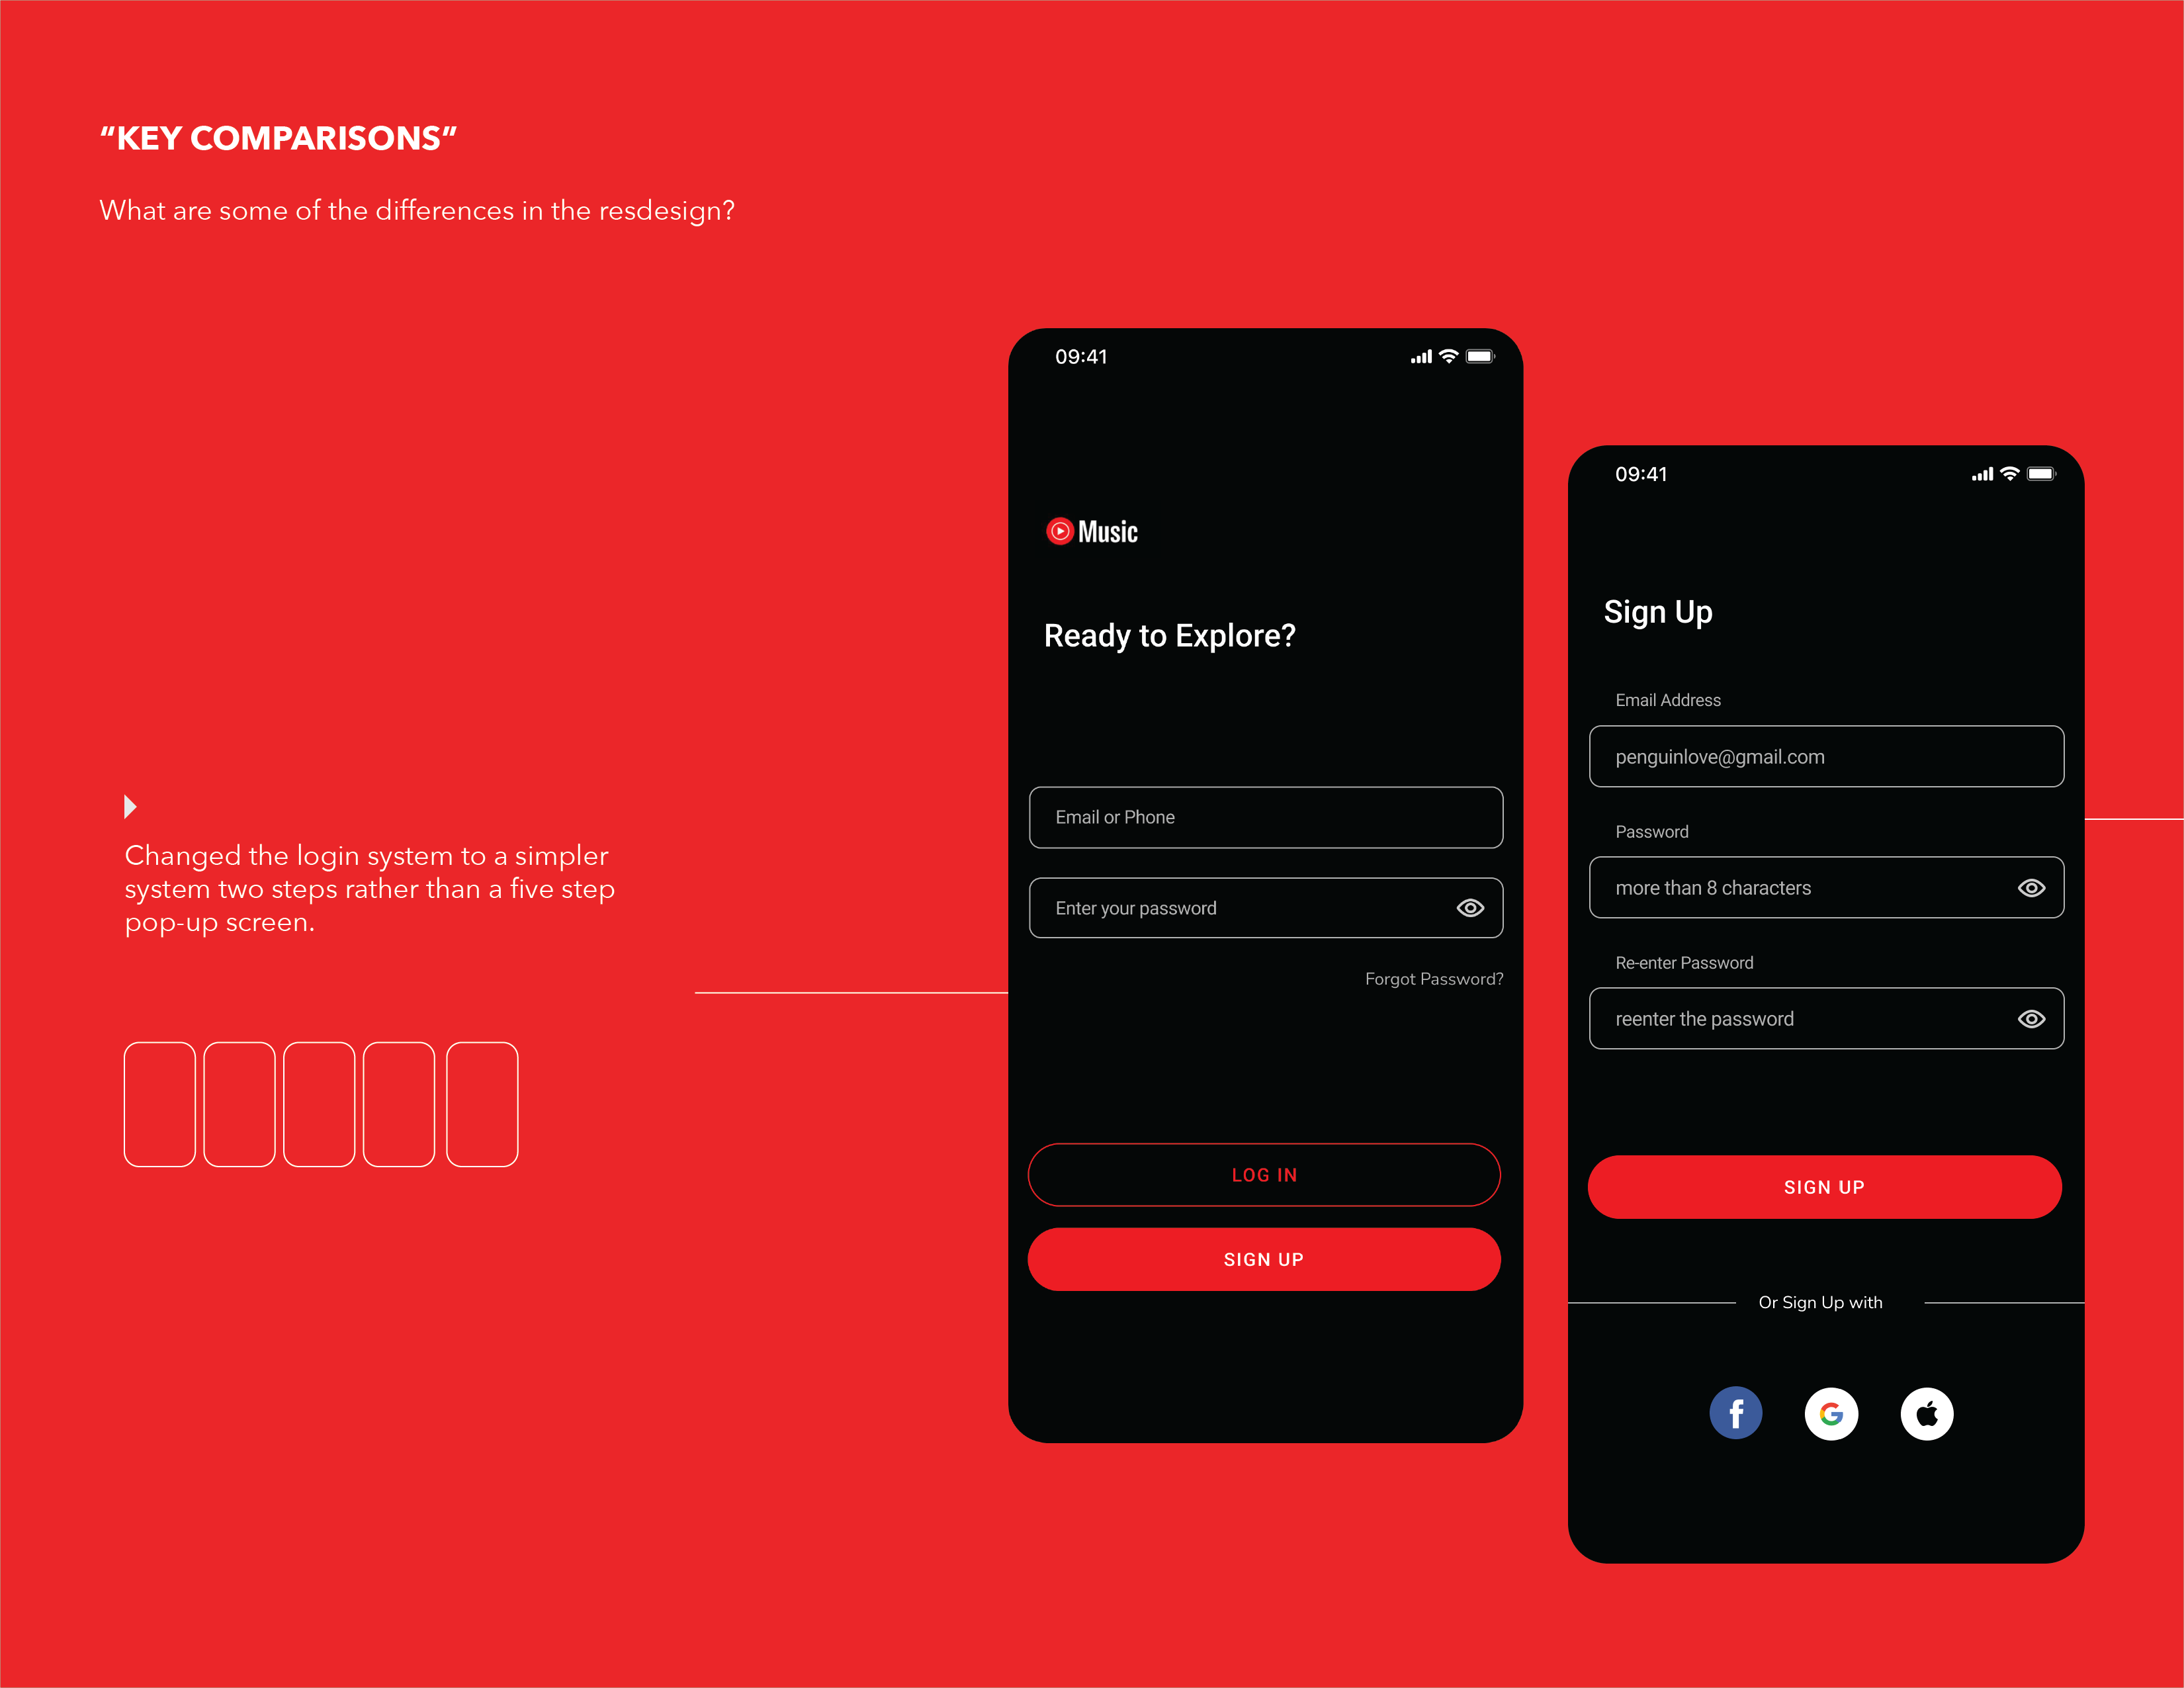 "KEY COMPARISONS"
What are some of the differences in the resdesign?
Changed the login system to a simpler
system two steps rather than a five step
pop-up screen.
09:41
Music
Ready to Explore?
Email or Phone
Enter your password
Forgot Password?
LOG IN
SIGN UP
09:41
Sign Up
Email Address
penguinlove@gmail.com
Password
more than 8 characters
Re-enter Password
reenter the password
SIGN UP
Or Sign Up with